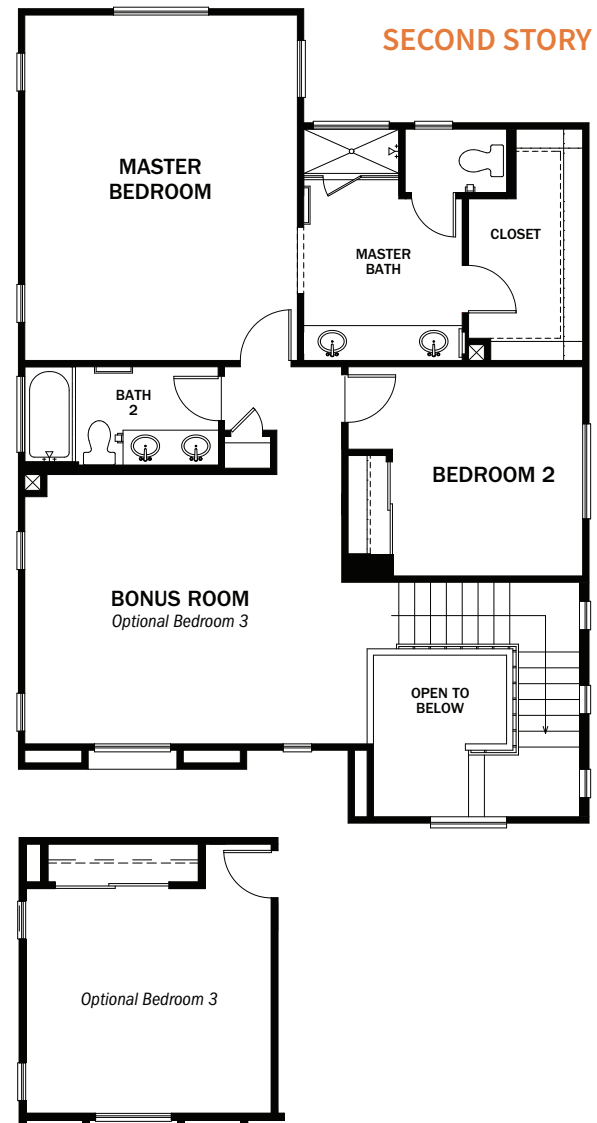 SECOND STORY
MASTER
BEDROOM
CLOSET
MASTER
BATH
BATH
2
BEDROOM 2
BONUS ROOM
Optional Bedroom 3
OPEN TO
BELOW
Optional Bedroom 3